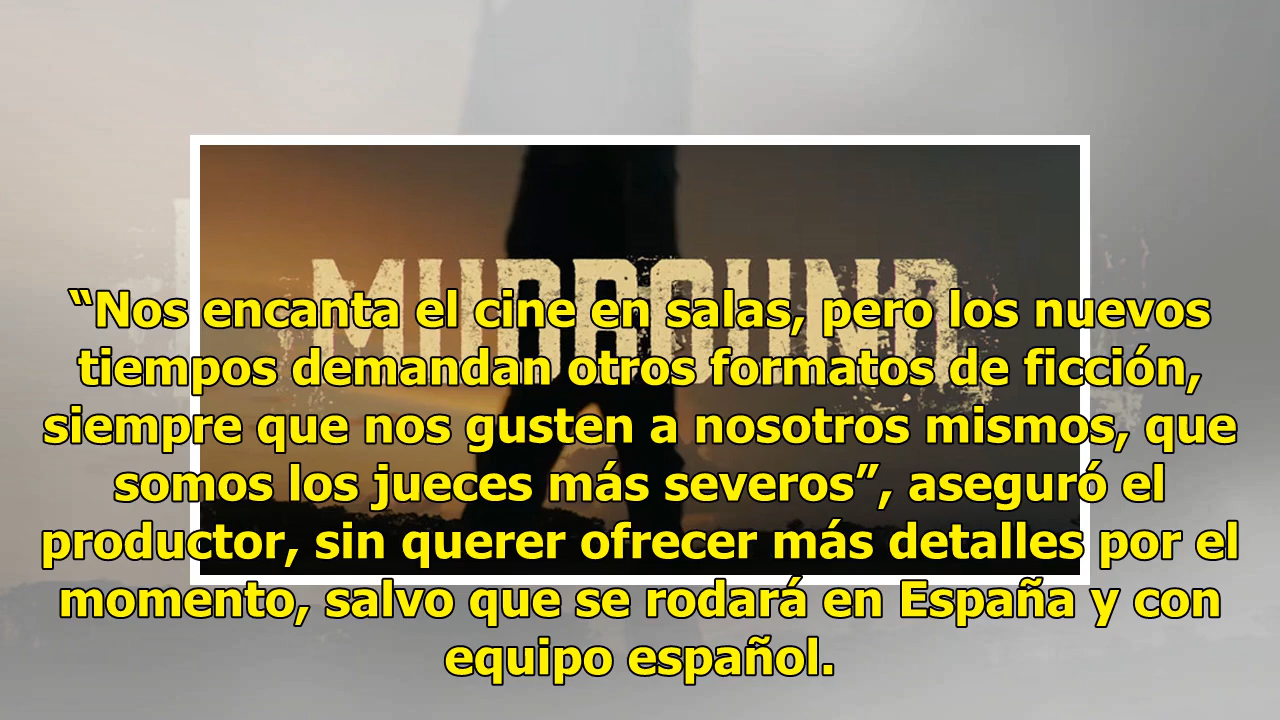 MUDBOUND
“Nos encanta el cine en salas, pero los nuevos
tiempos demandan otros formatos de ficción,
siempre que nos gusten a nosotros mismos, que
somos los jueces más severos”, aseguró el
productor, sin querer ofrecer más detalles por el
momento, salvo que se rodará en España y con
equipo español.